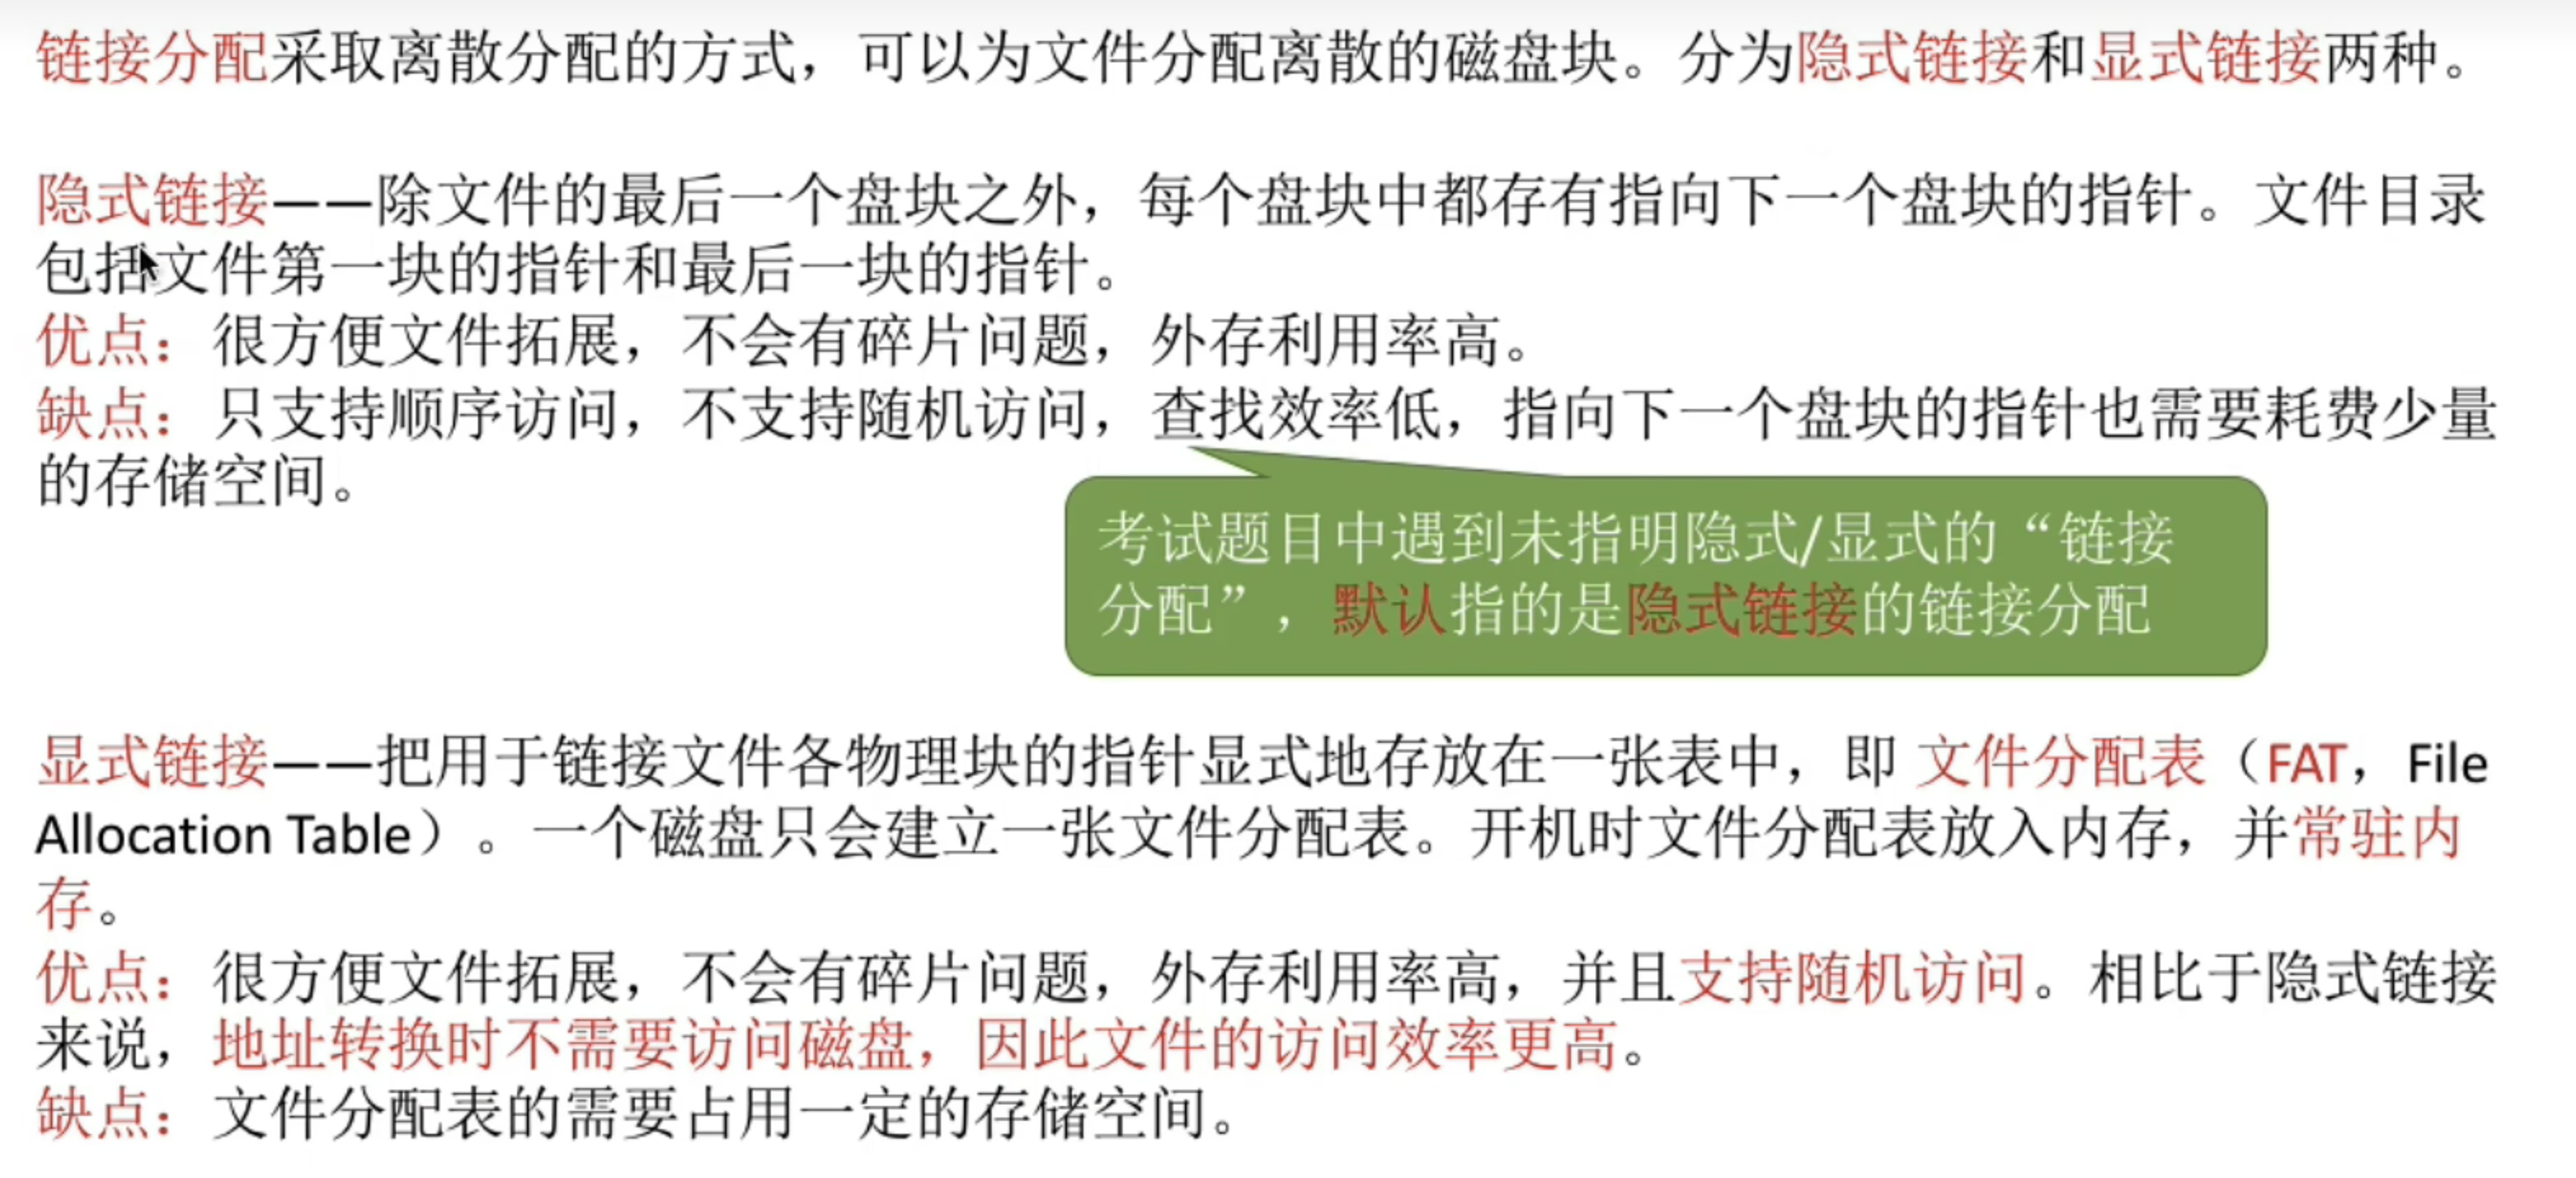 链接分配采取离散分配的方式，可以为文件分配离散的磁盘块。分为隐式链接和显式链接两种。
隐式链接——除文件的最后一个盘块之外，每个盘块中都存有指向下一个盘块的指针。文件目录
包括文件第一块的指针和最后一块的指针。
优点：很方便文件拓展，不会有碎片问题，外存利用率高。
缺点：只支持顺序访问，不支持随机访问，查找效率低，指向下一个盘块的指针也需要耗费少量
的存储空间。
考试题目中遇到未指明隐式/显式的“链接
分配”，默认指的是隐式链接的链接分配
显式链接——把用于链接文件各物理块的指针显式地存放在一张表中，即 文件分配表（FAT，File
Allocation Table）。一个磁盘只会建立一张文件分配表。开机时文件分配表放入内存，并常驻内
存。
优点：很方便文件拓展，不会有碎片问题，外存利用率高，并且支持随机访问。相比于隐式链接
来说，地址转换时不需要访问磁盘，因此文件的访问效率更高。
缺点：文件分配表的需要占用一定的存储空间。